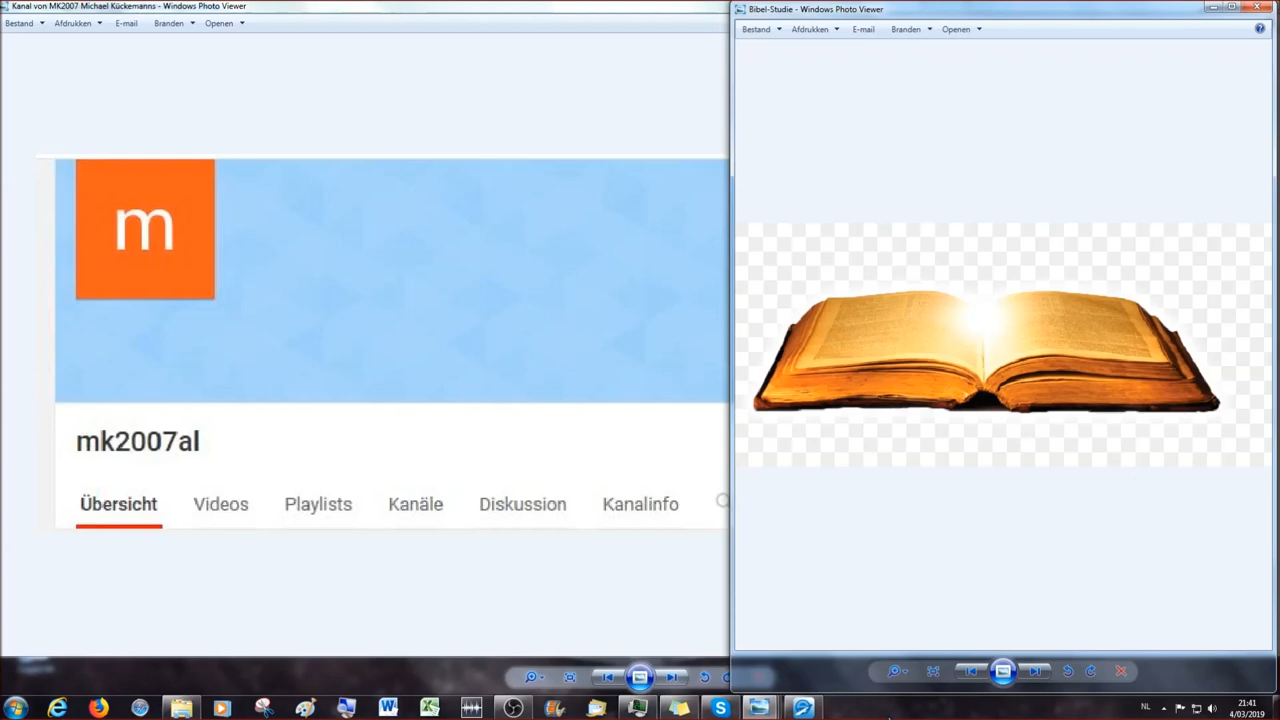 Kanal von MK2007 Michael Kückemanns - Windows Photo Viewer
Bestand Afdrukken E-mail Branden Openen
m
mk2007al
Übersicht Videos Playlists Kanäle Diskussion Kanalinfo
Bibel-Studie - Windows Photo Viewer
Bestand Afdrukken E-mail Branden Openen
NL
21:41
4/03/2019